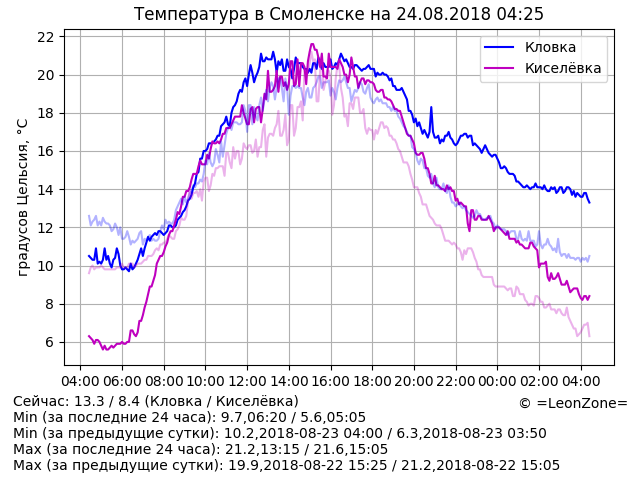 Температура в Смоленске на 24.08.2018 04:25
градусов Цельсия, °C
22
20
18
16
14
12
10
8
6
Кловка
Киселёвка
04:00 06:00 08:00 10:00 12:00 14:00 16:00 18:00 20:00 22:00 00:00 02:00 04:00
Сейчас: 13.3 / 8.4 (Кловка / Киселёвка)
© =LeonZone=
Min (за последние 24 часа): 9.7,06:20 / 5.6,05:05
Min (за предыдущие сутки): 10.2,2018-08-23 04:00 / 6.3,2018-08-23 03:50
Max (за последние 24 часа): 21.2,13:15 / 21.6,15:05
Max (за предыдущие сутки): 19.9,2018-08-22 15:25 / 21.2,2018-08-22 15:05